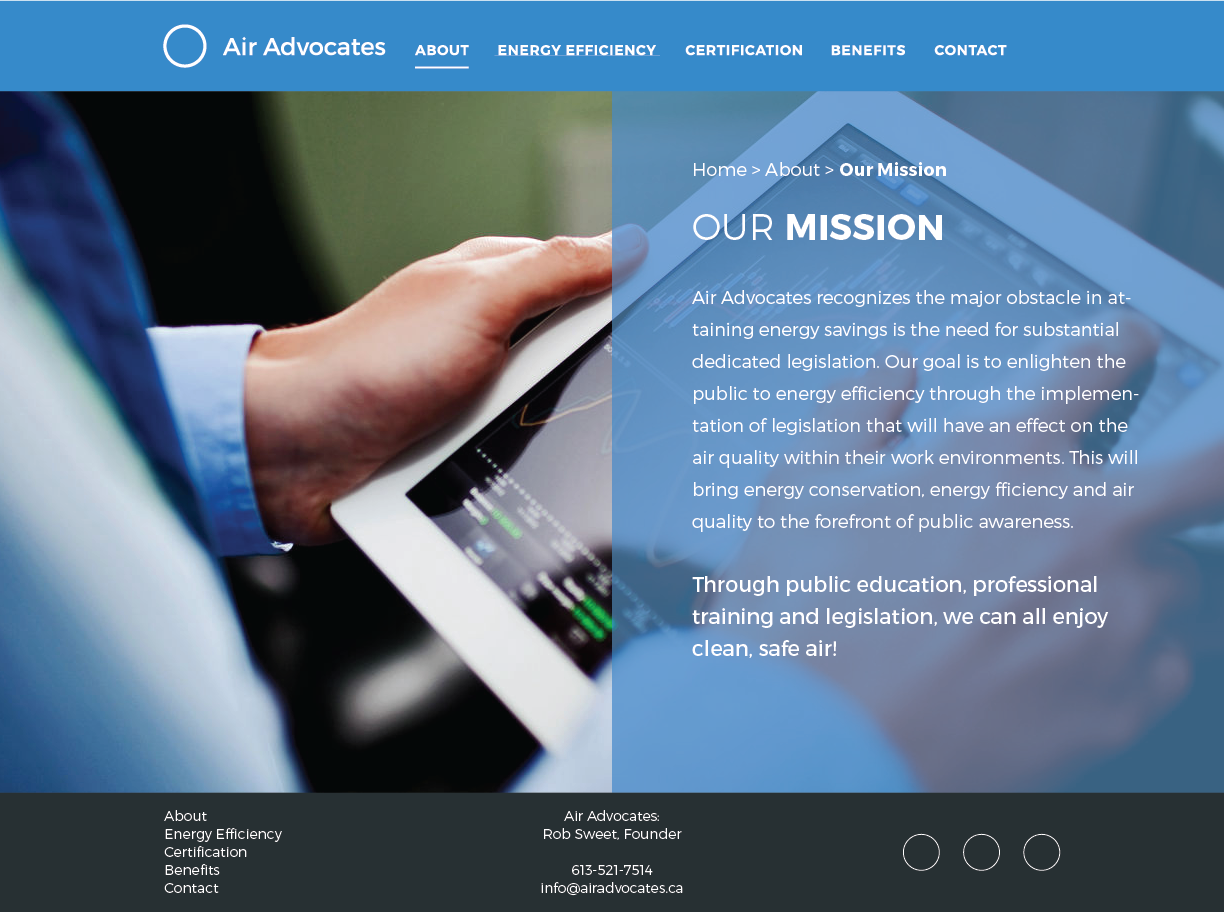 Air Advocates
ABOUT
ENERGY EFFICIENCY
CERTIFICATION
BENEFITS
CONTACT
Home > About > Our Mission
OUR MISSION
Air Advocates recognizes the major obstacle in at-
taining energy savings is the need for substantial
dedicated legislation. Our goal is to enlighten the
public to energy efficiency through the implemen-
tation of legislation that will have an effect on the
air quality within their work environments. This will
bring energy conservation, energy fficiency and air
quality to the forefront of public awareness.
Through public education, professional
training and legislation, we can all enjoy
clean, safe air!
About
Energy Efficiency
Certification
Benefits
Contact
Air Advocates:
Rob Sweet, Founder
613-521-7514
info@airadvocates.ca